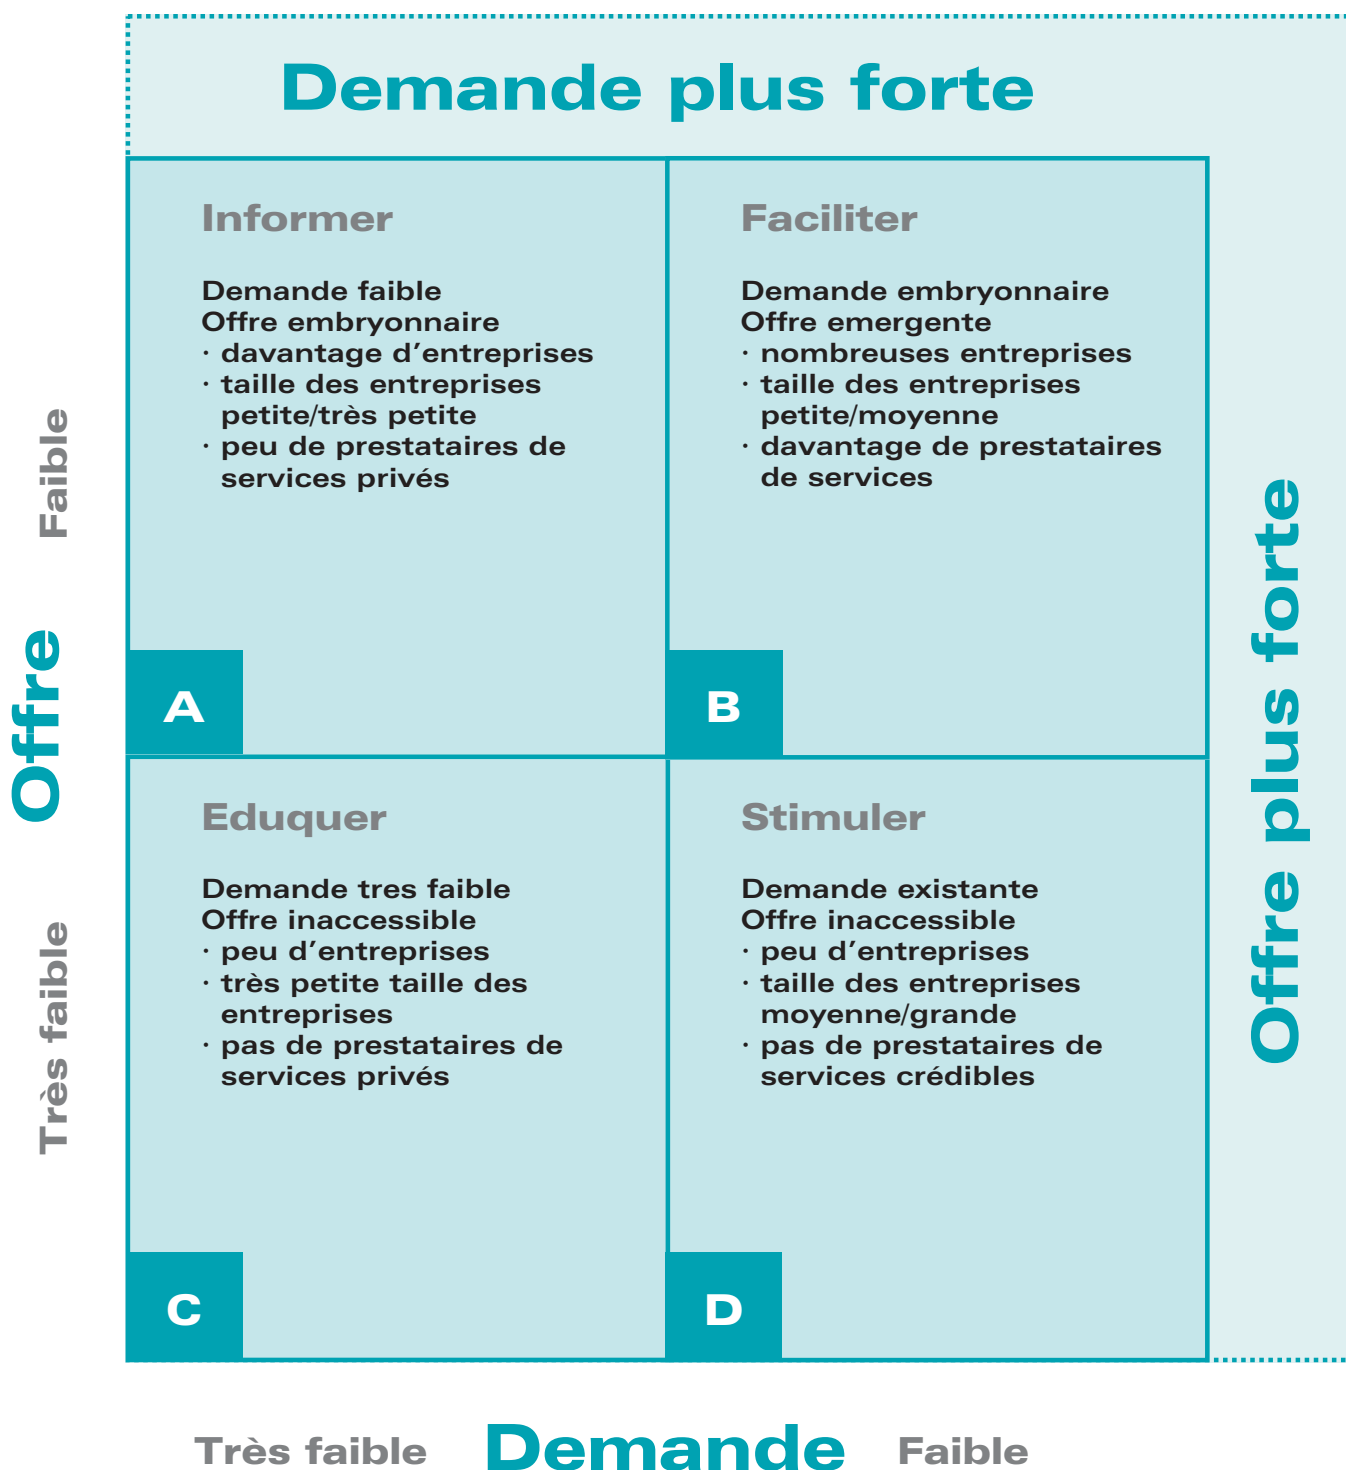 Demande plus forte
Informer
Demande faible
Offre embryonnaire
· davantage d’entreprises
· taille des entreprises
petite/très petite
· peu de prestataires de
services privés
A
Faciliter
Demande embryonnaire
Offre emergente
· nombreuses entreprises
· taille des entreprises
petite/moyenne
· davantage de prestataires
de services
B
Eduquer
Demande tres faible
Offre inaccessible
· peu d’entreprises
· très petite taille des
entreprises
· pas de prestataires de
services privés
C
Stimuler
Demande existante
Offre inaccessible
· peu d’entreprises
· taille des entreprises
moyenne/grande
· pas de prestataires de
services crédibles
D
Faible
Offre
Très faible
Offre plus forte
Très faible
Demande
Faible